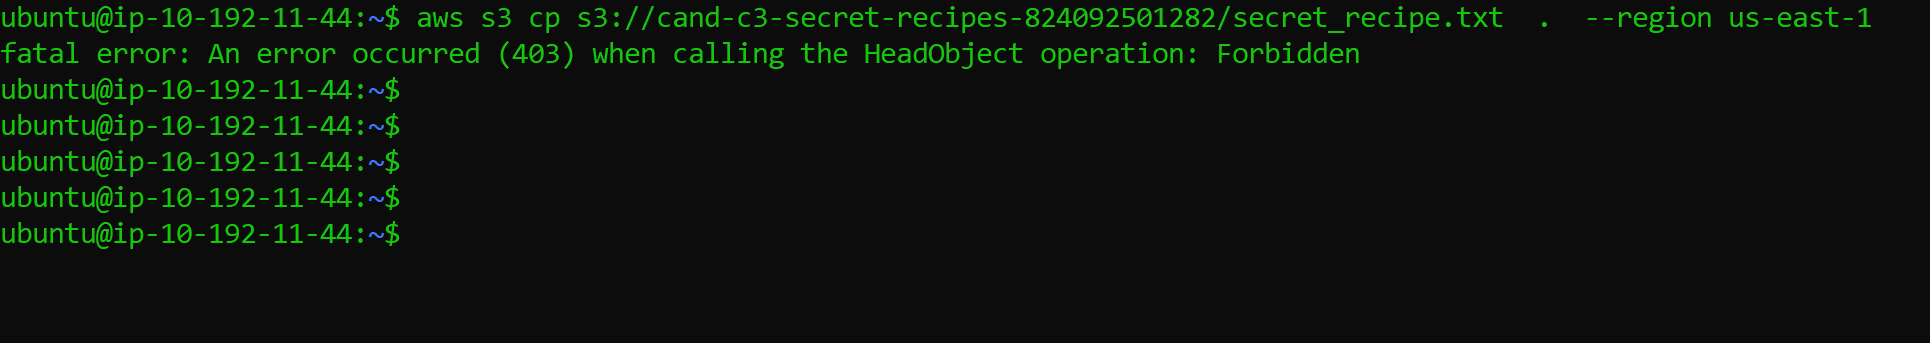 ubuntu@ip-10-192-11-44:~$ aws s3 cp s3://cand-c3-secret-recipes-824092501282/secret_recipe.txt  .  --region us-east-1
fatal error: An error occurred (403) when calling the HeadObject operation: Forbidden
ubuntu@ip-10-192-11-44:~$
ubuntu@ip-10-192-11-44:~$
ubuntu@ip-10-192-11-44:~$
ubuntu@ip-10-192-11-44:~$
ubuntu@ip-10-192-11-44:~$